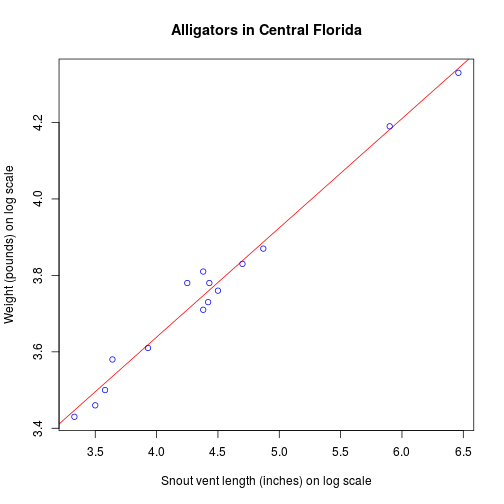 Alligators in Central Florida
Weight (pounds) on log scale
4.2
4.0
3.8
3.6
3.4
3.5 4.0 4.5 5.0 5.5 6.0 6.5
Snout vent length (inches) on log scale